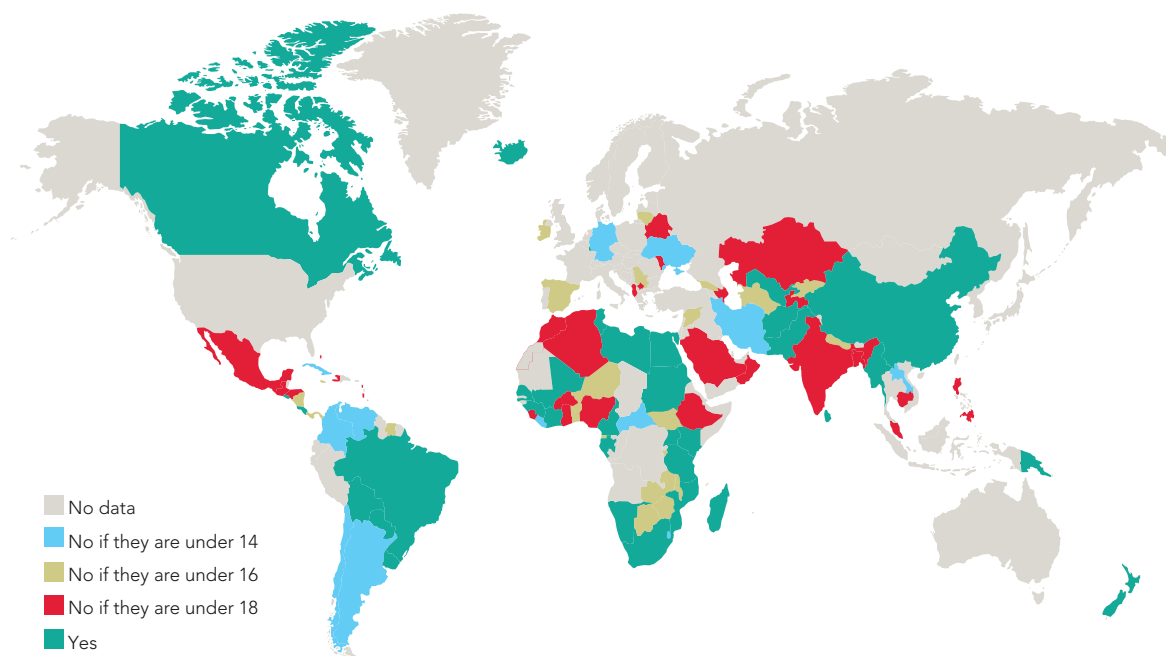 No data
No if they are under 14
No if they are under 16
No if they are under 18
Yes